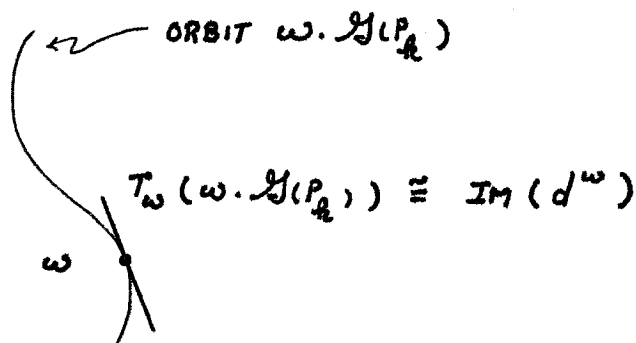 ORBIT ω · 𝒢(P_k)
T_ω(ω · 𝒢(P_k)) ≅ IM(d^ω)
ω